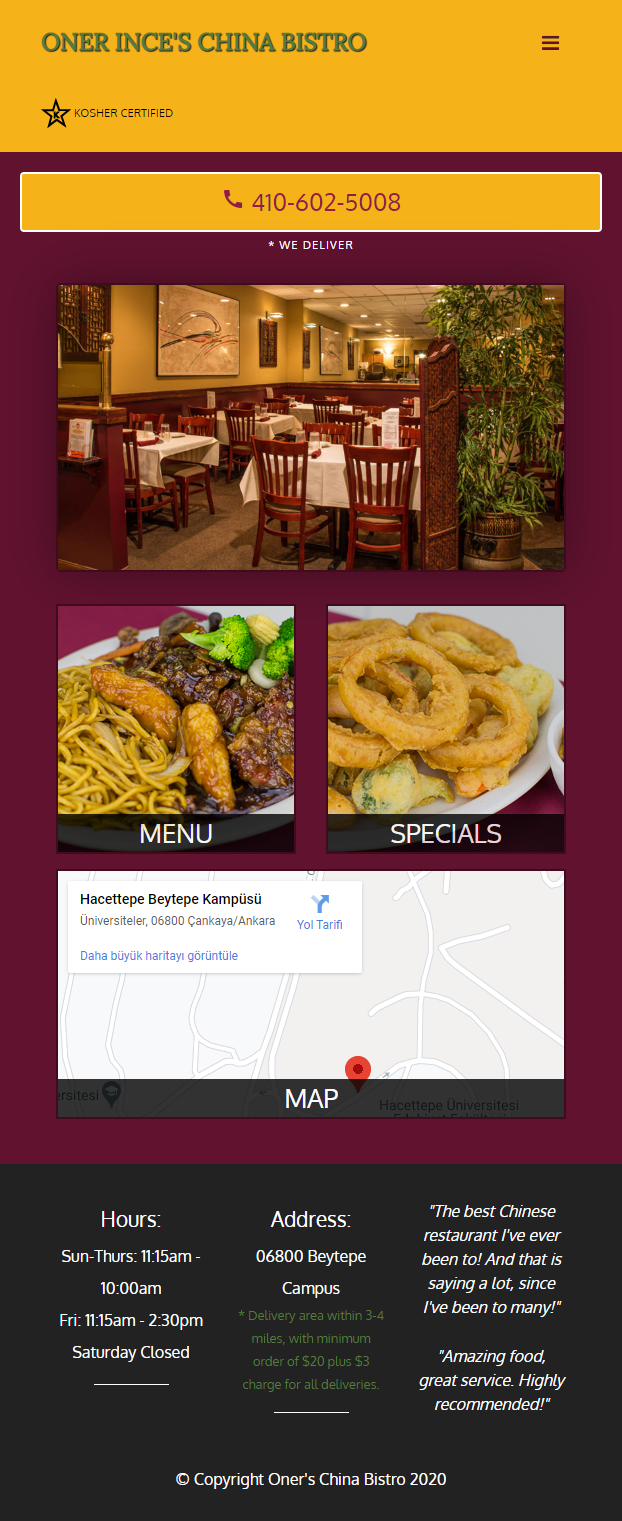 ONER INCE'S CHINA BISTRO
KOSHER CERTIFIED
410-602-5008
* WE DELIVER
MENU
SPECIALS
Hacettepe Beytepe Kampüsü
Üniversiteler, 06800 Çankaya/Ankara
Yol Tarifi
Daha büyük haritayı görüntüle
Hacettepe Üniversitesi
MAP
Hours:
Sun-Thurs: 11:15am -
10:00am
Fri: 11:15am - 2:30pm
Saturday Closed
Address:
06800 Beytepe
Campus
* Delivery area within 3-4
miles, with minimum
order of $20 plus $3
charge for all deliveries.
"The best Chinese
restaurant I've ever
been to! And that is
saying a lot, since
I've been to many!"
"Amazing food,
great service. Highly
recommended!"
© Copyright Oner's China Bistro 2020